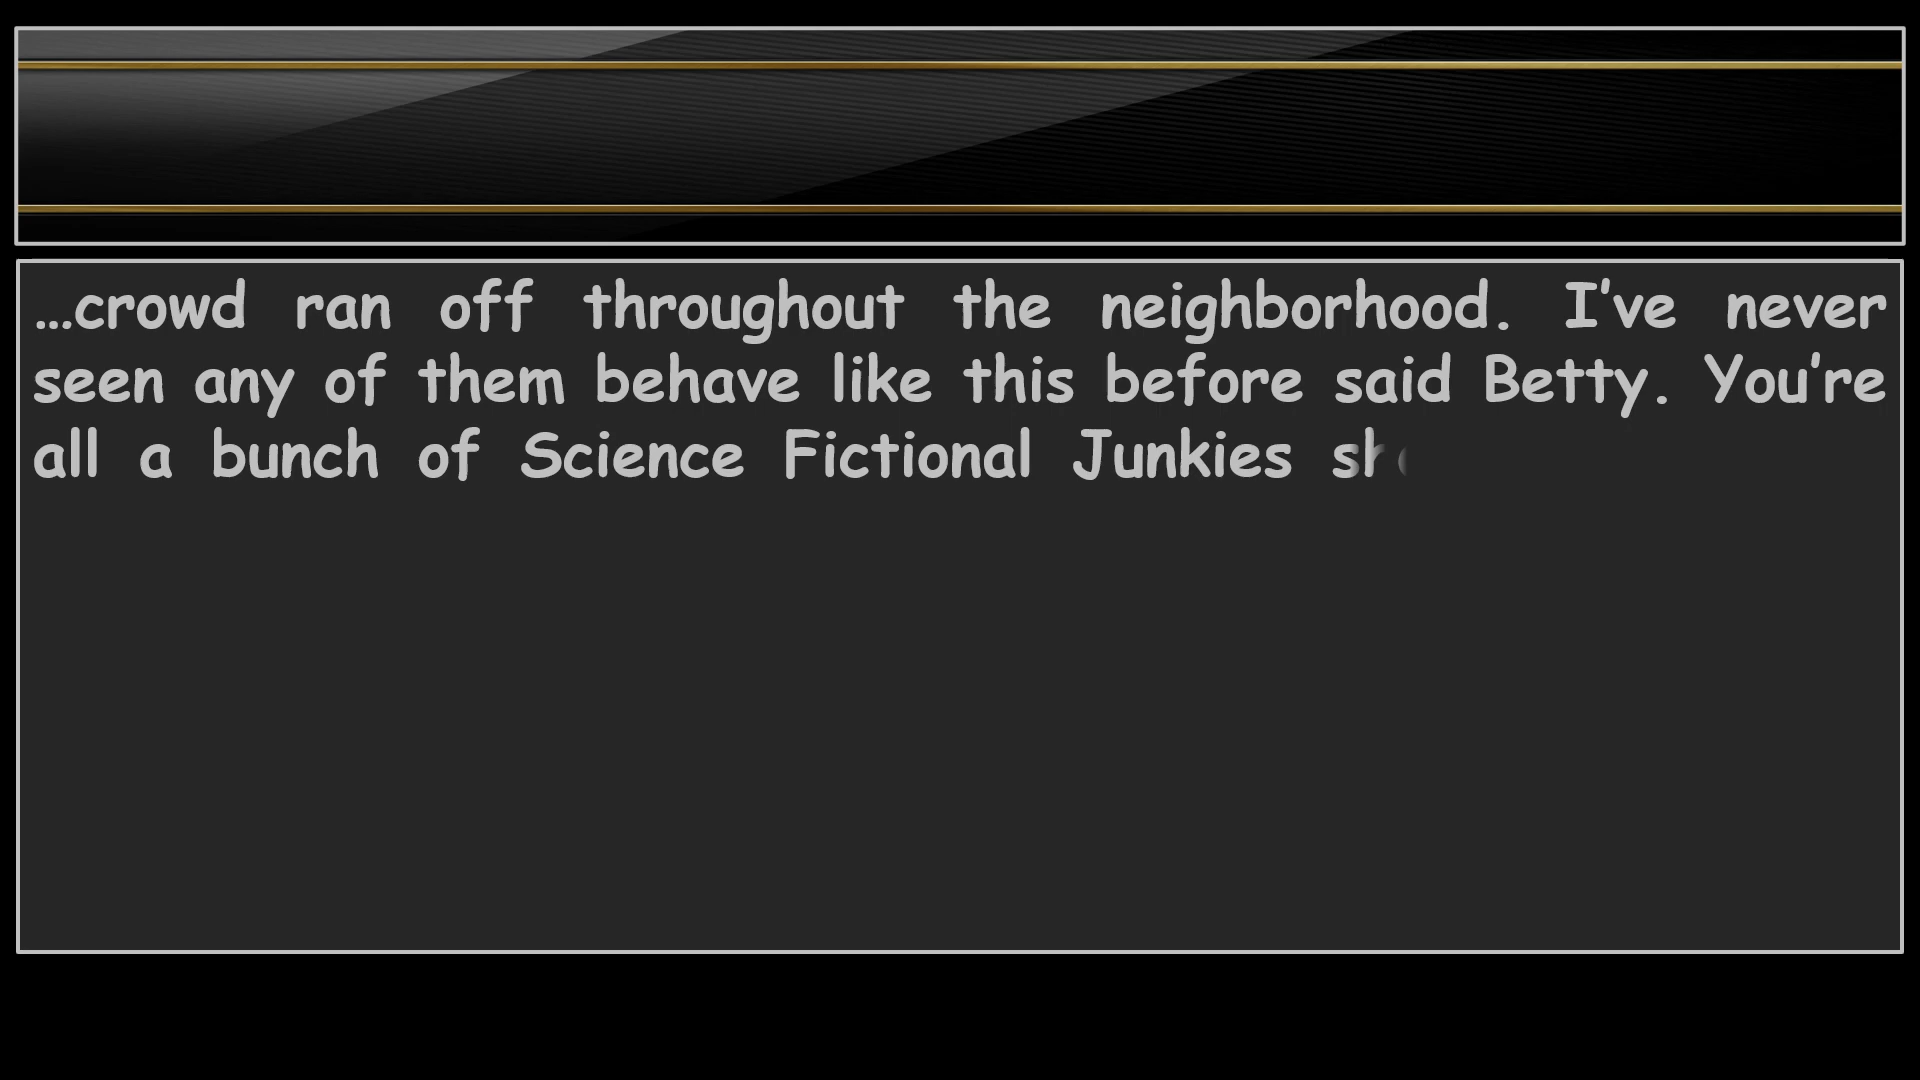 …crowd ran off throughout the neighborhood. I've never
seen any of them behave like this before said Betty. You're
all a bunch of Science Fictional Junkies